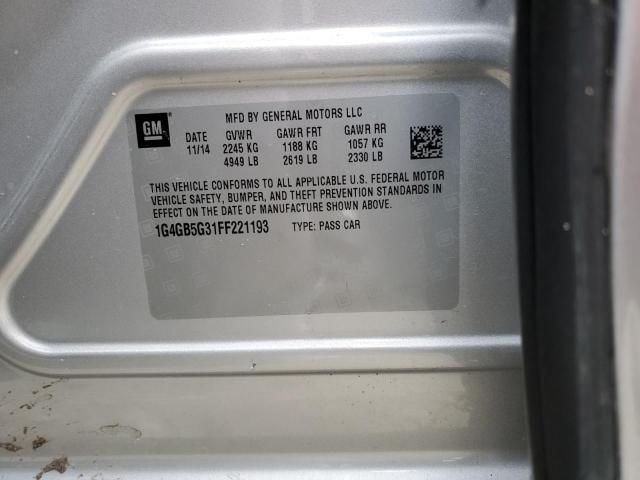 MFD BY GENERAL MOTORS LLC
GM
DATE GVWR GAWR FRT GAWR RR
11/14 2245 KG 1188 KG 1057 KG
4949 LB 2619 LB 2330 LB
THIS VEHICLE CONFORMS TO ALL APPLICABLE U.S. FEDERAL MOTOR
VEHICLE SAFETY, BUMPER, AND THEFT PREVENTION STANDARDS IN
EFFECT ON THE DATE OF MANUFACTURE SHOWN ABOVE.
1G4GB5G31FF221193 TYPE: PASS CAR